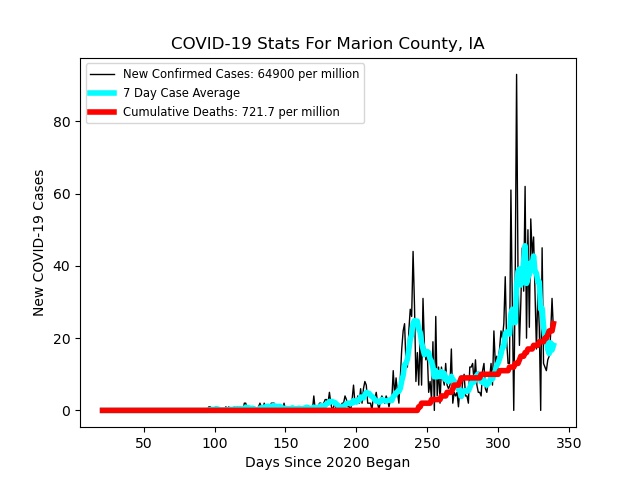 COVID-19 Stats For Marion County, IA
New Confirmed Cases: 64900 per million
7 Day Case Average
Cumulative Deaths: 721.7 per million
New COVID-19 Cases
80
60
40
20
0
50 100 150 200 250 300 350
Days Since 2020 Began